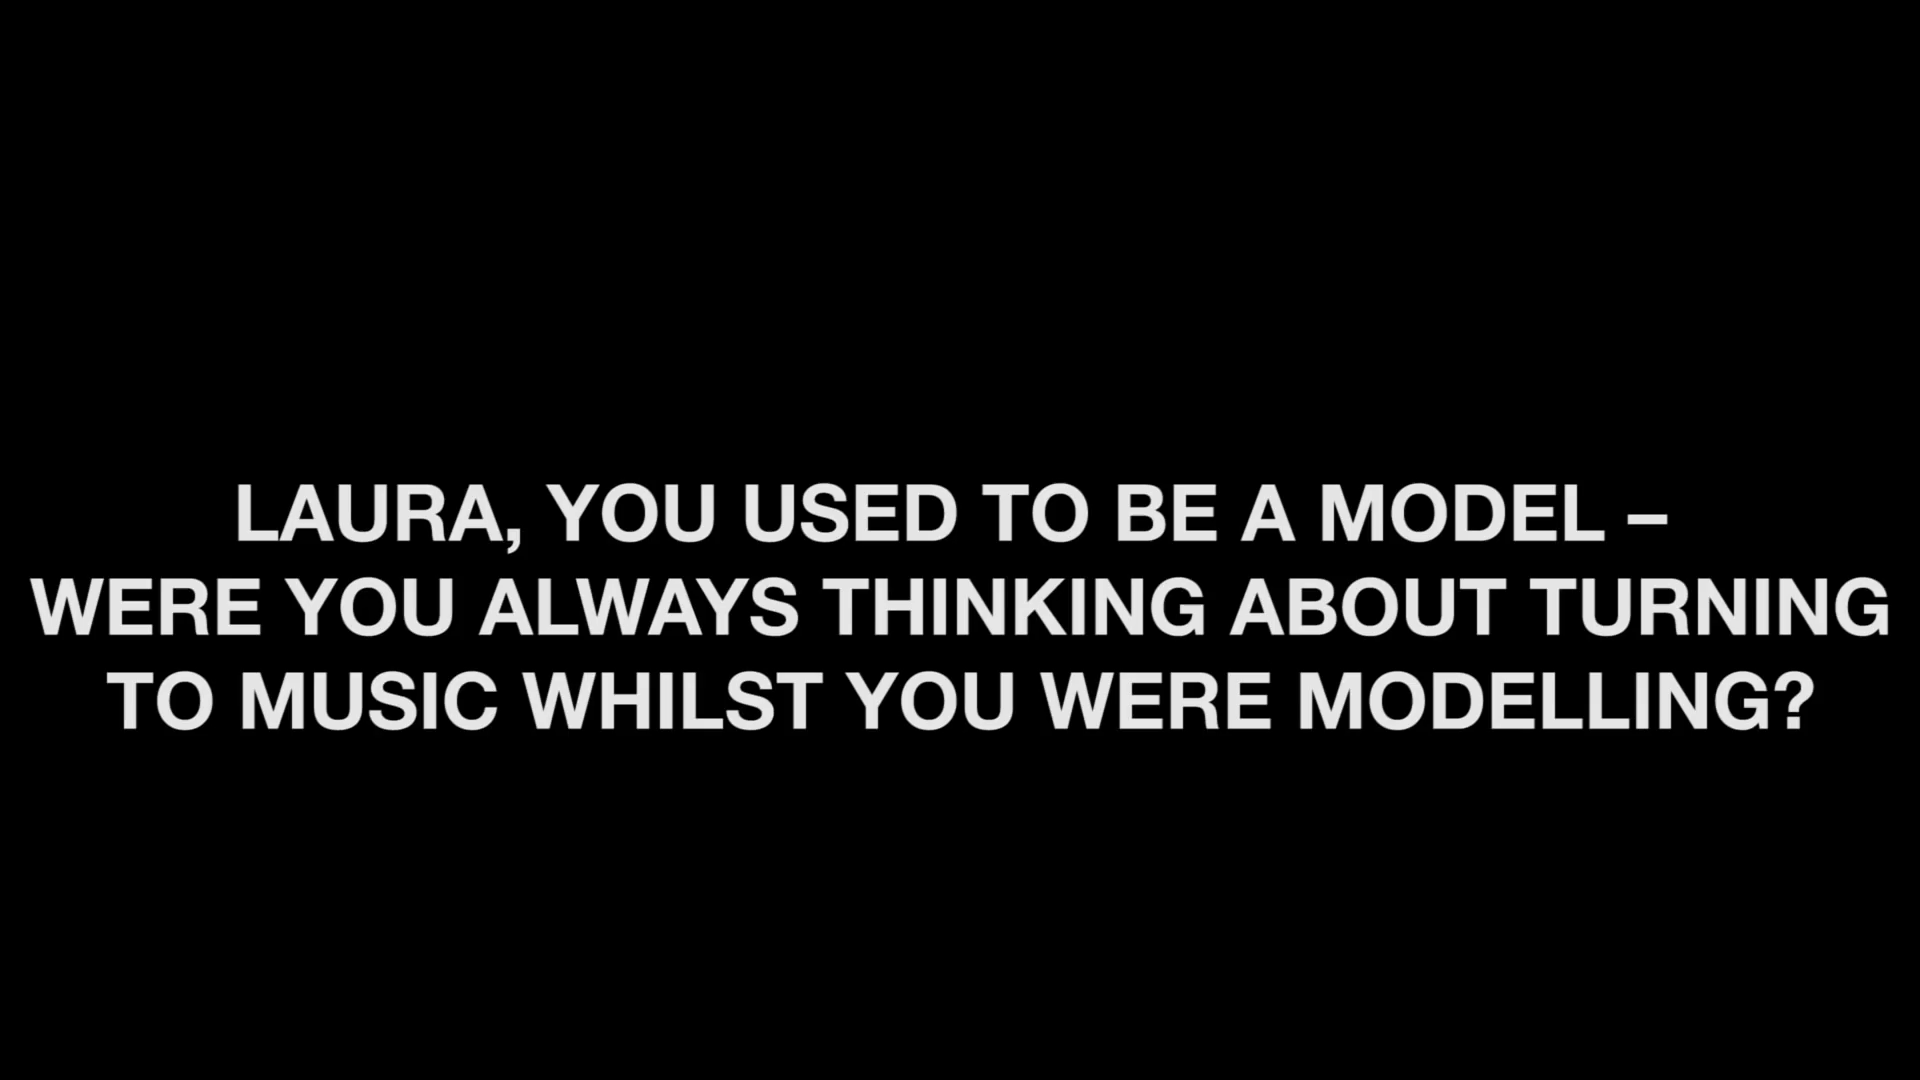 LAURA, YOU USED TO BE A MODEL –
WERE YOU ALWAYS THINKING ABOUT TURNING
TO MUSIC WHILST YOU WERE MODELLING?